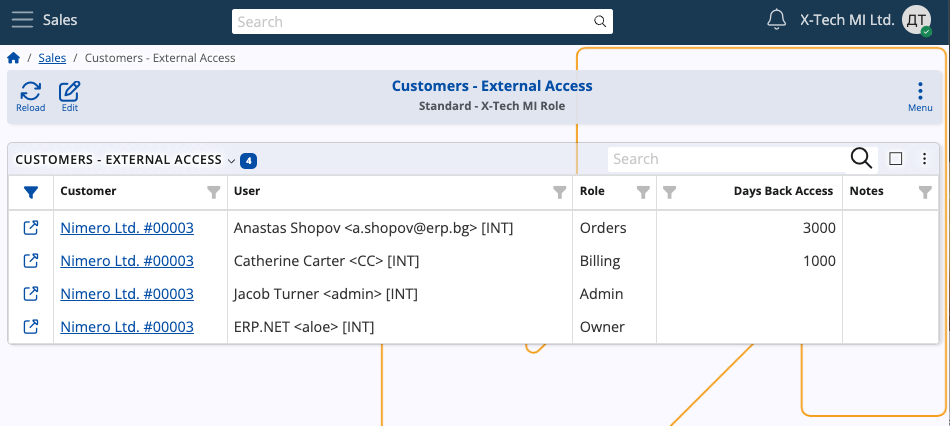 Sales
Search
X-Tech MI Ltd.
ДТ
/ Sales / Customers - External Access
Reload
Edit
Customers - External Access
Standard - X-Tech MI Role
Menu
CUSTOMERS - EXTERNAL ACCESS 4
Search
Customer User Role Days Back Access Notes
Nimero Ltd. #00003 Anastas Shopov <a.shopov@erp.bg> [INT] Orders 3000
Nimero Ltd. #00003 Catherine Carter <CC> [INT] Billing 1000
Nimero Ltd. #00003 Jacob Turner <admin> [INT] Admin
Nimero Ltd. #00003 ERP.NET <aloe> [INT] Owner